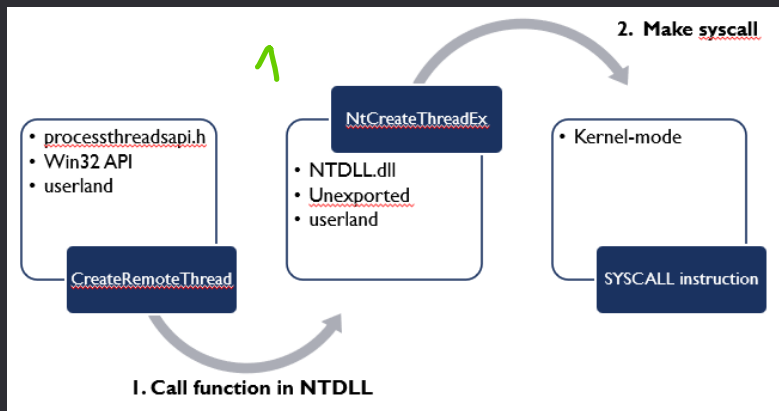 2. Make syscall
1
NtCreateThreadEx
• processthreadsapi.h
• Win32 API
• userland
• NTDLL.dll
• Unexported
• userland
• Kernel-mode
CreateRemoteThread
SYSCALL instruction
1. Call function in NTDLL